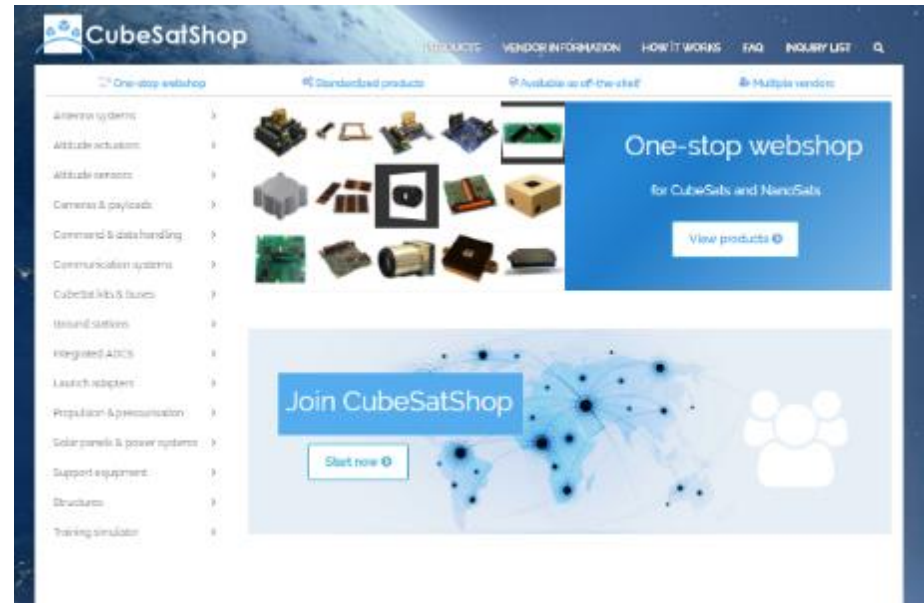 CubeSatShop
PRODUCTS VENDOR INFORMATION HOW IT WORKS FAQ INQUIRY LIST
One-stop webshop Standardized products Available as off-the-shelf Multiple vendors
Antenna systems
Attitude actuators
Attitude sensors
Cameras & payloads
Command & data handling
Communication systems
CubeSat kits & buses
Ground stations
Integrated ADCS
Launch adapters
Propulsion & pressurisation
Solar panels & power systems
Support equipment
Structures
Training simulator
One-stop webshop
for CubeSats and NanoSats
View products
Join CubeSatShop
Start now